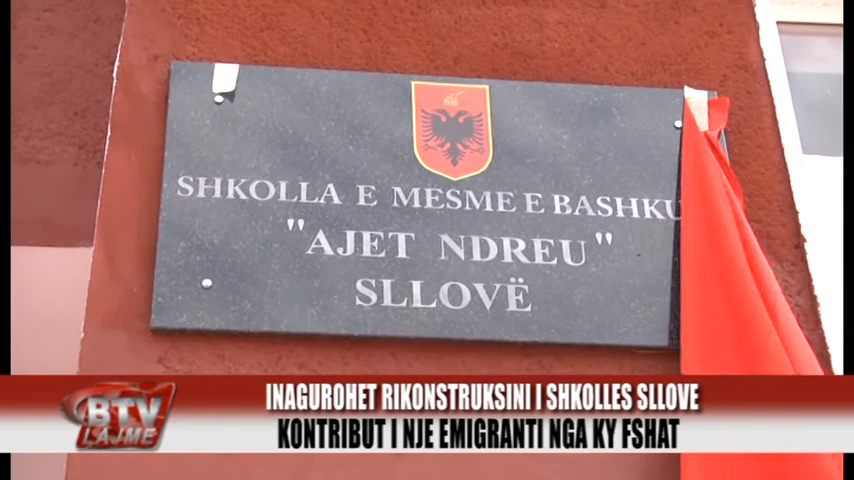 SHKOLLA E MESME E BASHKU
"AJET NDREU"
SLLOVË
INAGUROHET RIKONSTRUKSINI I SHKOLLES SLLOVE
KONTRIBUT I NJE EMIGRANTI NGA KY FSHAT
BTV
LAJME